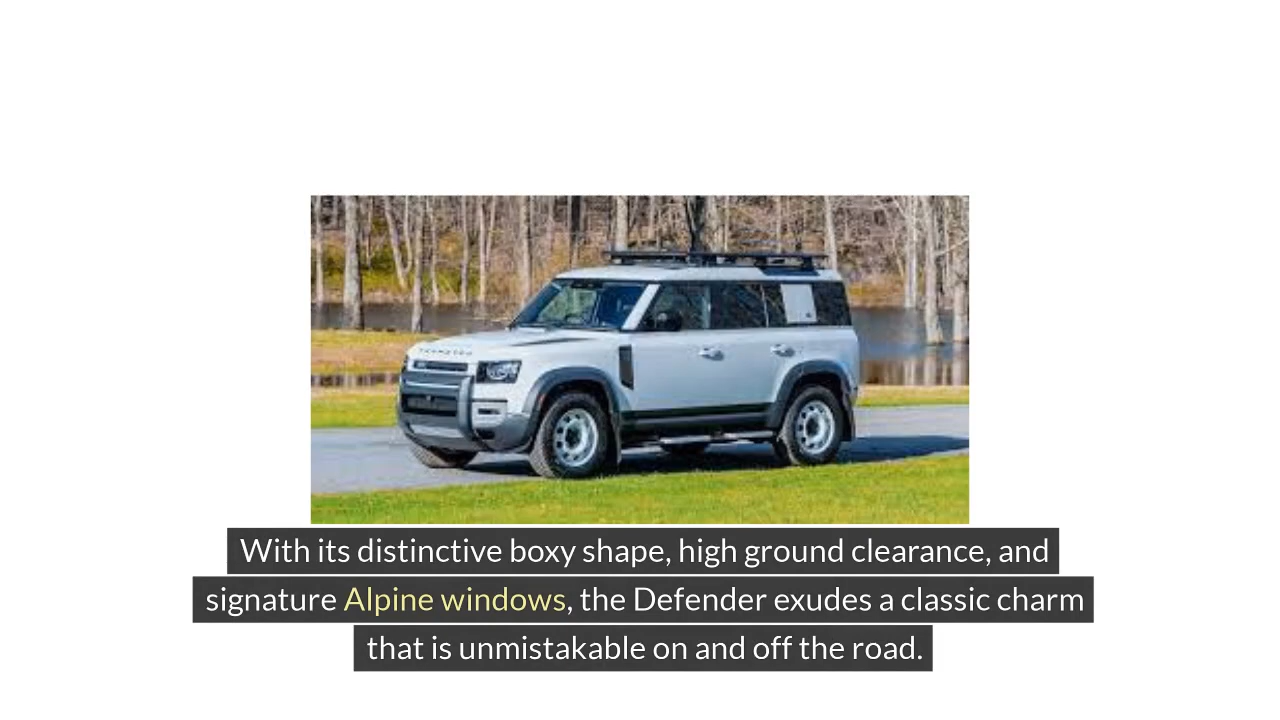 With its distinctive boxy shape, high ground clearance, and
signature Alpine windows, the Defender exudes a classic charm
that is unmistakable on and off the road.